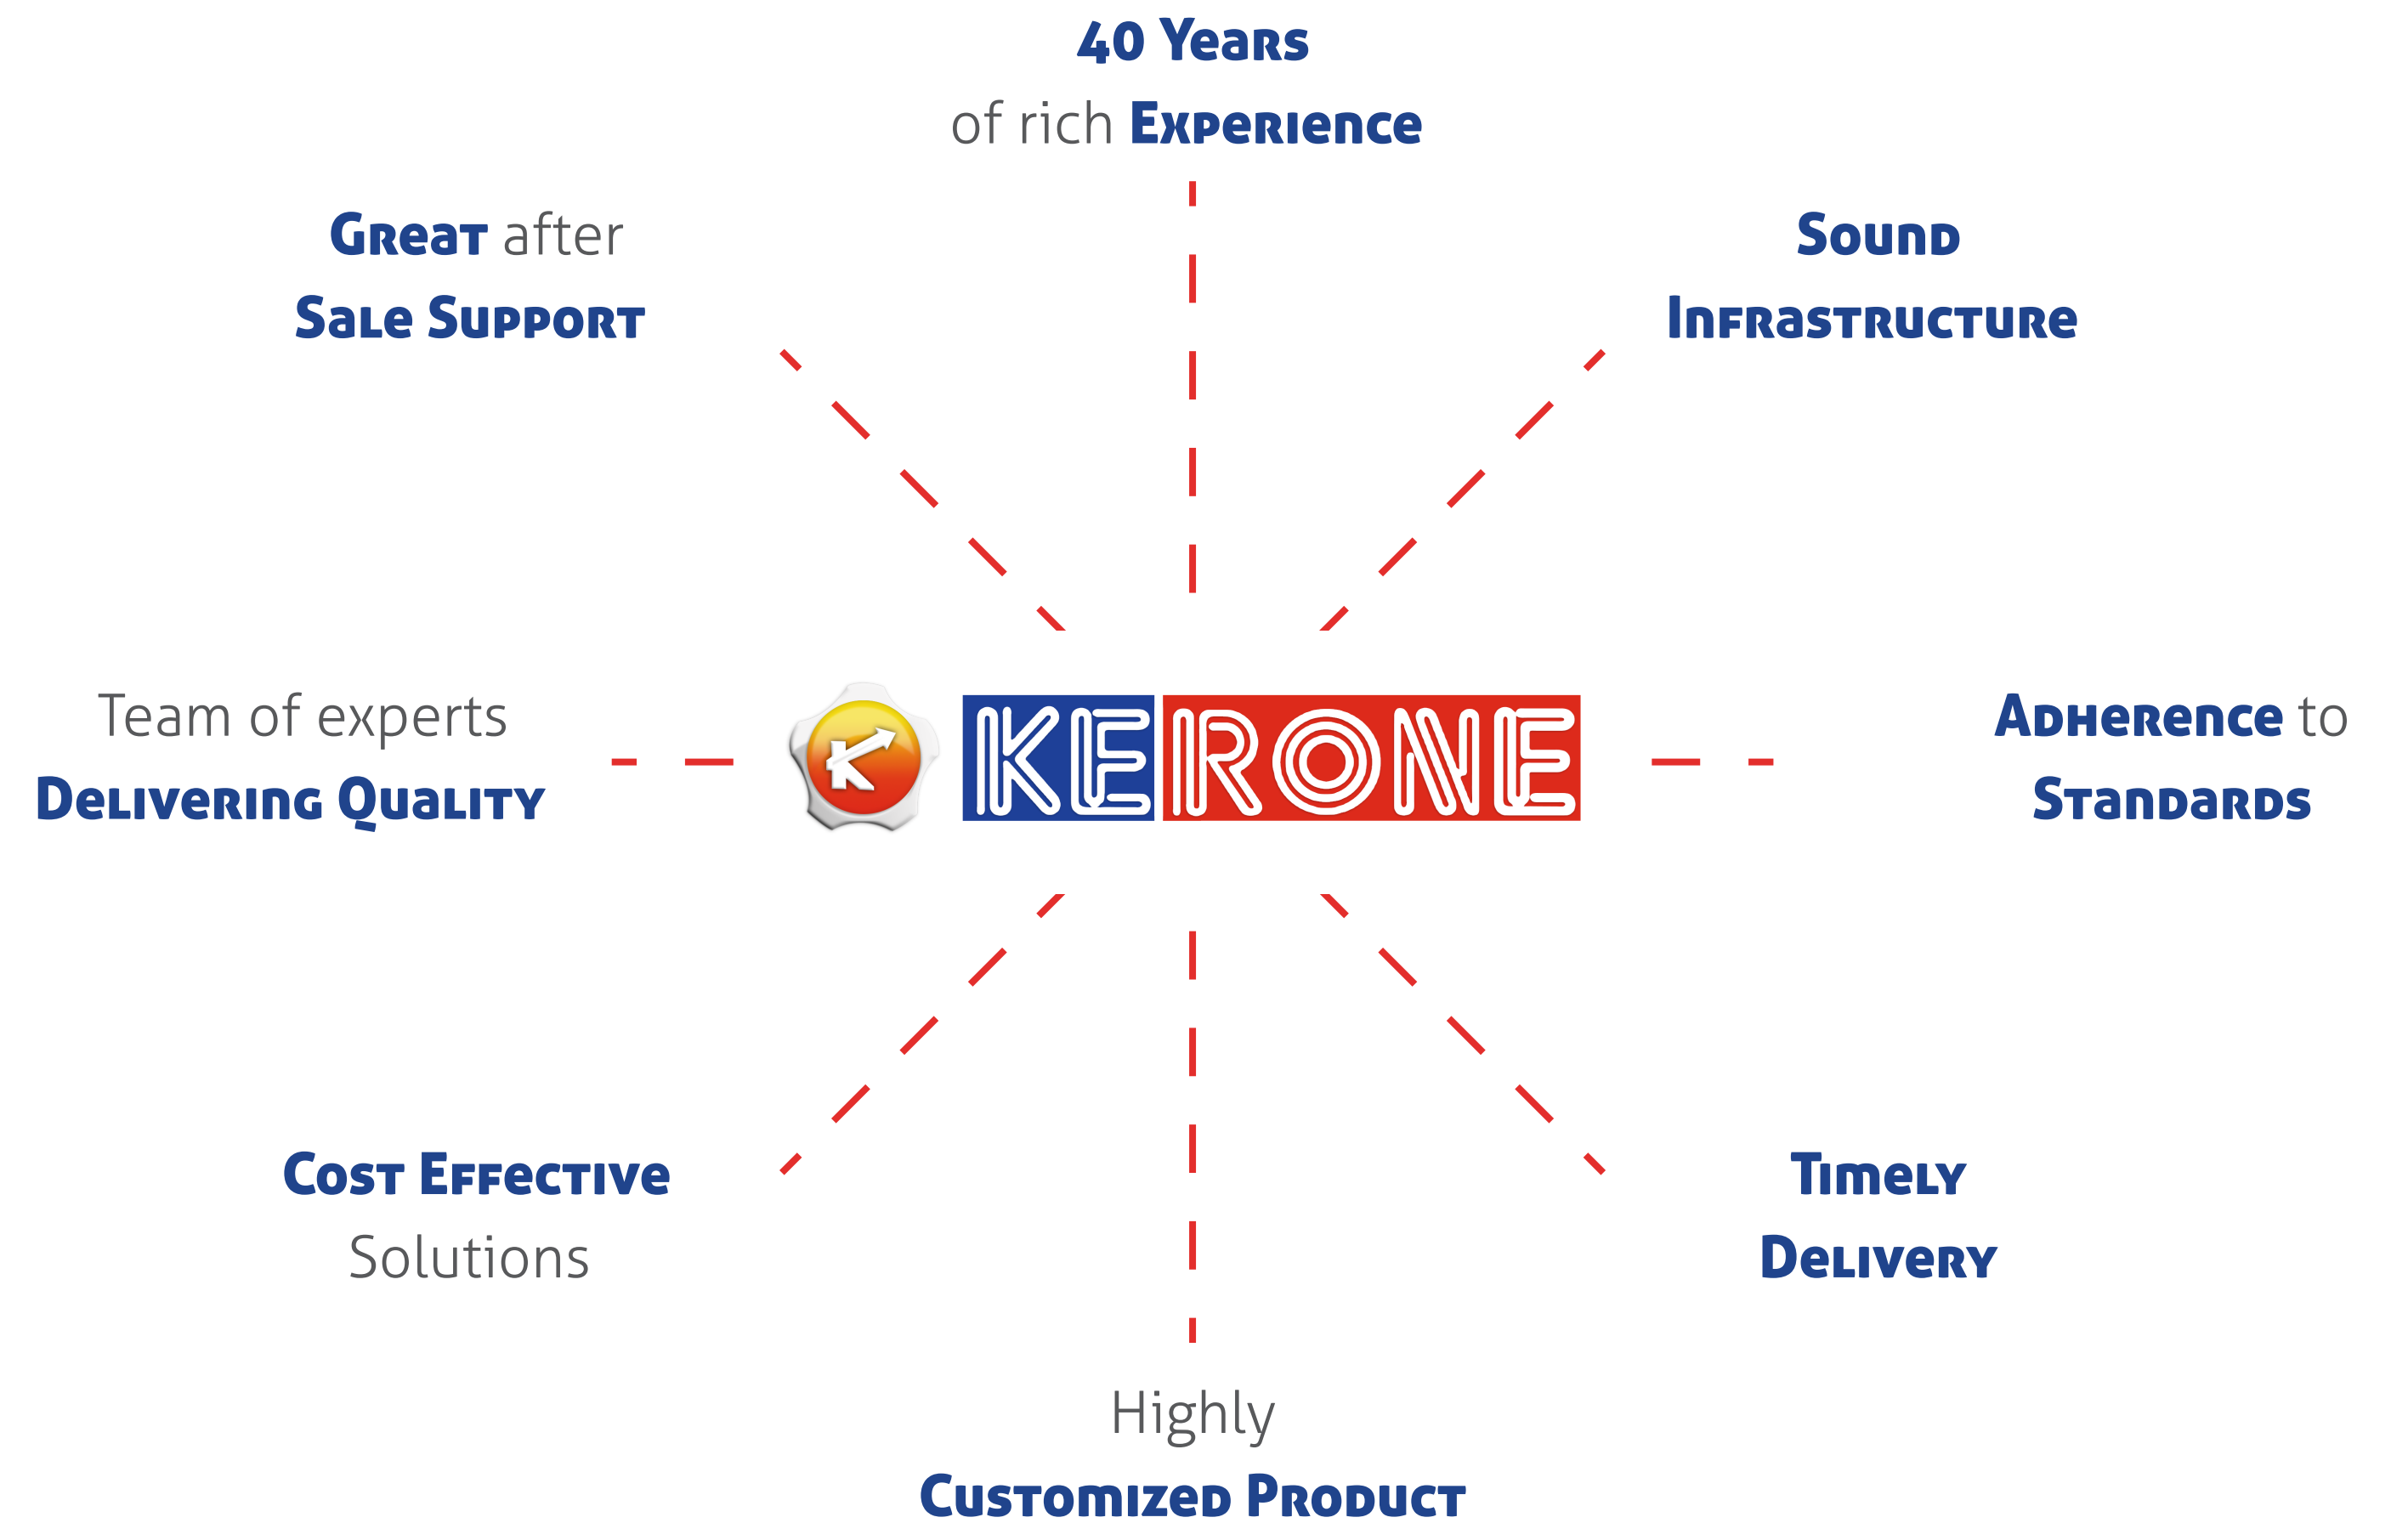 40 Years
of rich Experience
Great after
Sale Support
Sound
Infrastructure
Team of experts
Delivering Quality
K KERONE
Adherence to
Standards
Cost Effective
Solutions
Timely
Delivery
Highly
Customized Product